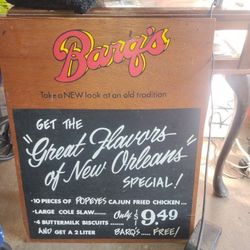 Barq's
Take a NEW look at an old tradition
GET THE
"Great Flavors
of New Orleans"
SPECIAL!
•10 PIECES OF POPEYES CAJUN FRIED CHICKEN...
•LARGE COLE SLAW........
•4 BUTTERMILK BISCUITS
Only $9.49
AND GET A 2 LITER BARQ'S..... FREE!